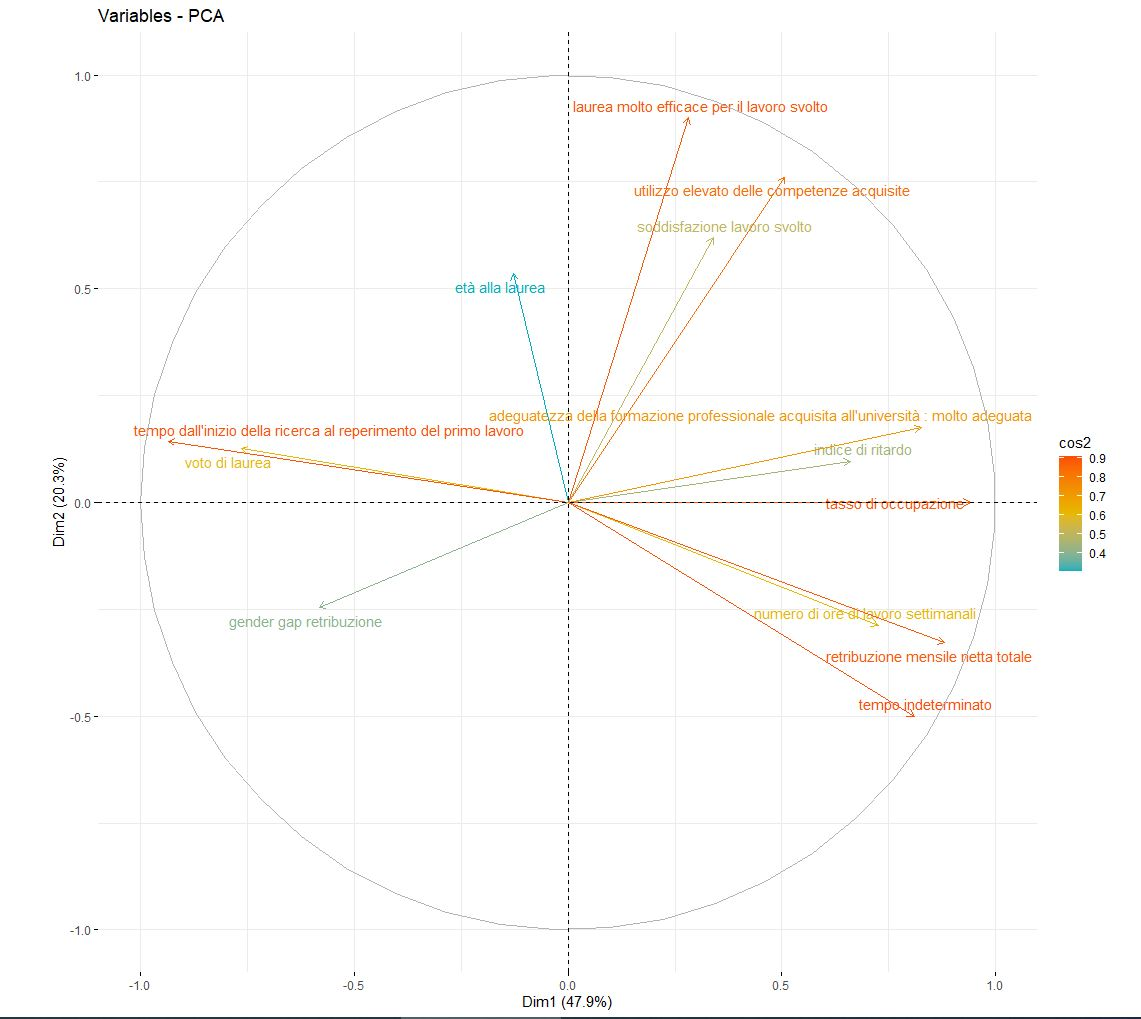 Variables - PCA
1.0
laurea molto efficace per il lavoro svolto
utilizzo elevato delle competenze acquisite
soddisfazione lavoro svolto
0.5
età alla laurea
adeguatezza della formazione professionale acquisita all'università : molto adeguata
tempo dall'inizio della ricerca al reperimento del primo lavoro
indice di ritardo
voto di laurea
cos2
0.9
0.8
0.7
0.6
0.5
0.4
Dim2 (20.3%)
0.0
tasso di occupazione
numero di ore di lavoro settimanali
gender gap retribuzione
retribuzione mensile netta totale
tempo indeterminato
-0.5
-1.0
-1.0 -0.5 0.0 0.5 1.0
Dim1 (47.9%)